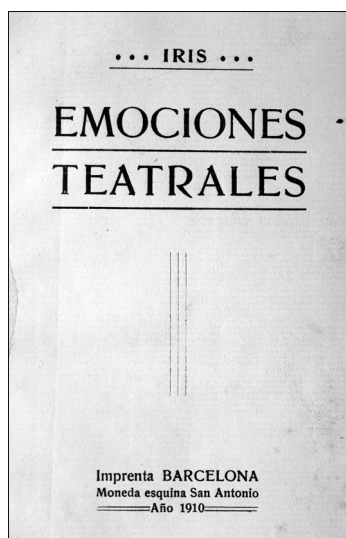 ••• IRIS •••
EMOCIONES
TEATRALES
Imprenta BARCELONA
Moneda esquina San Antonio
Año 1910